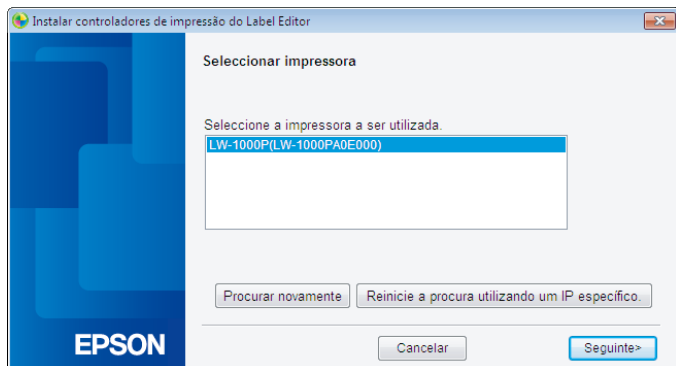 Instalar controladores de impressão do Label Editor
Seleccionar impressora
Seleccione a impressora a ser utilizada.
LW-1000P(LW-1000PA0E000)
Procurar novamente
Reinicie a procura utilizando um IP específico.
EPSON
Cancelar
Seguinte>